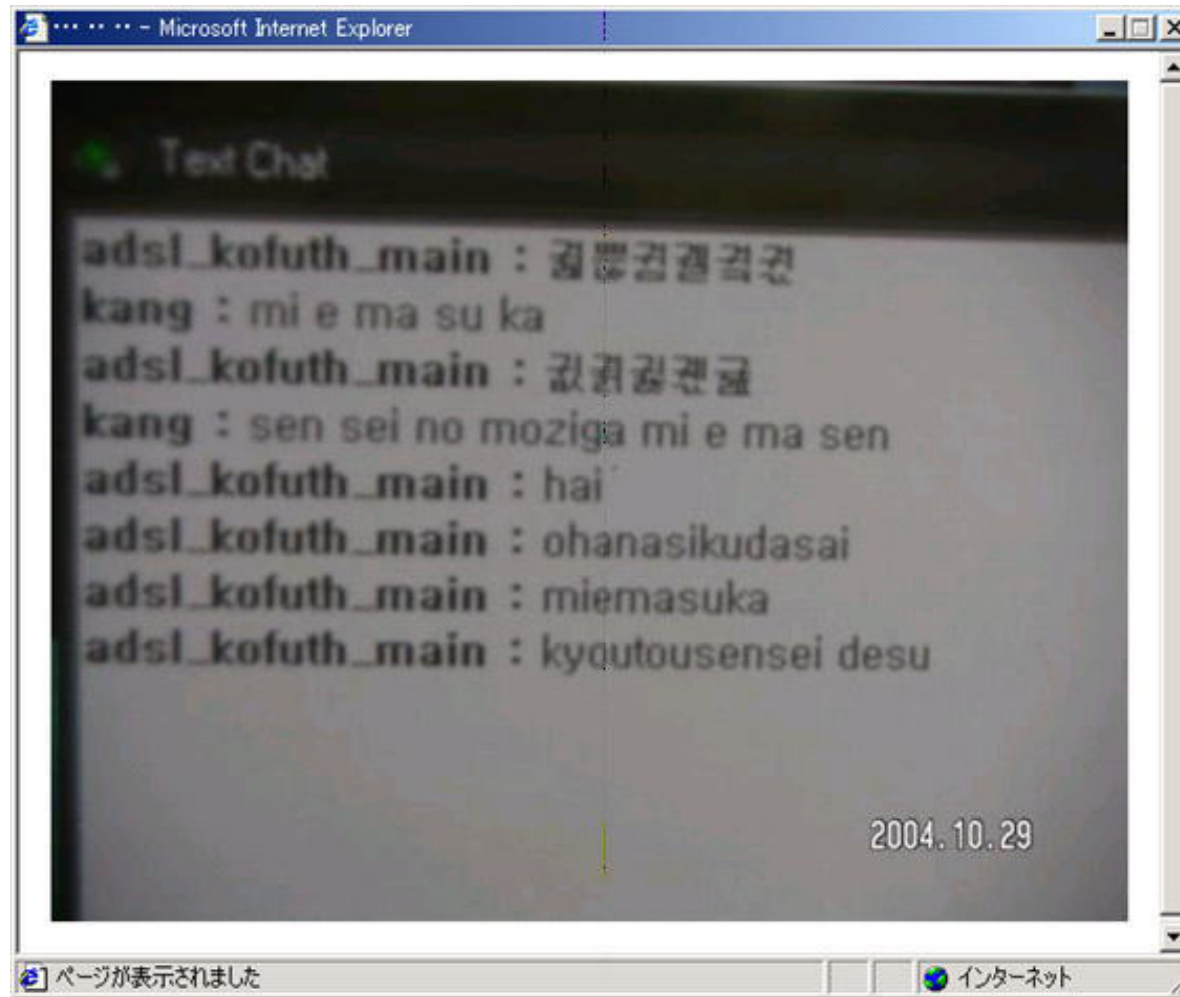 … ‥ ‥ - Microsoft Internet Explorer
Text Chat
adsl_kofuth_main :
kang : mi e ma su ka
adsl_kofuth_main :
kang : sen sei no moziga mi e ma sen
adsl_kofuth_main : hai
adsl_kofuth_main : ohanasikudasai
adsl_kofuth_main : miemasuka
adsl_kofuth_main : kyoutousensei desu
2004.10.29
ページが表示されました
インターネット